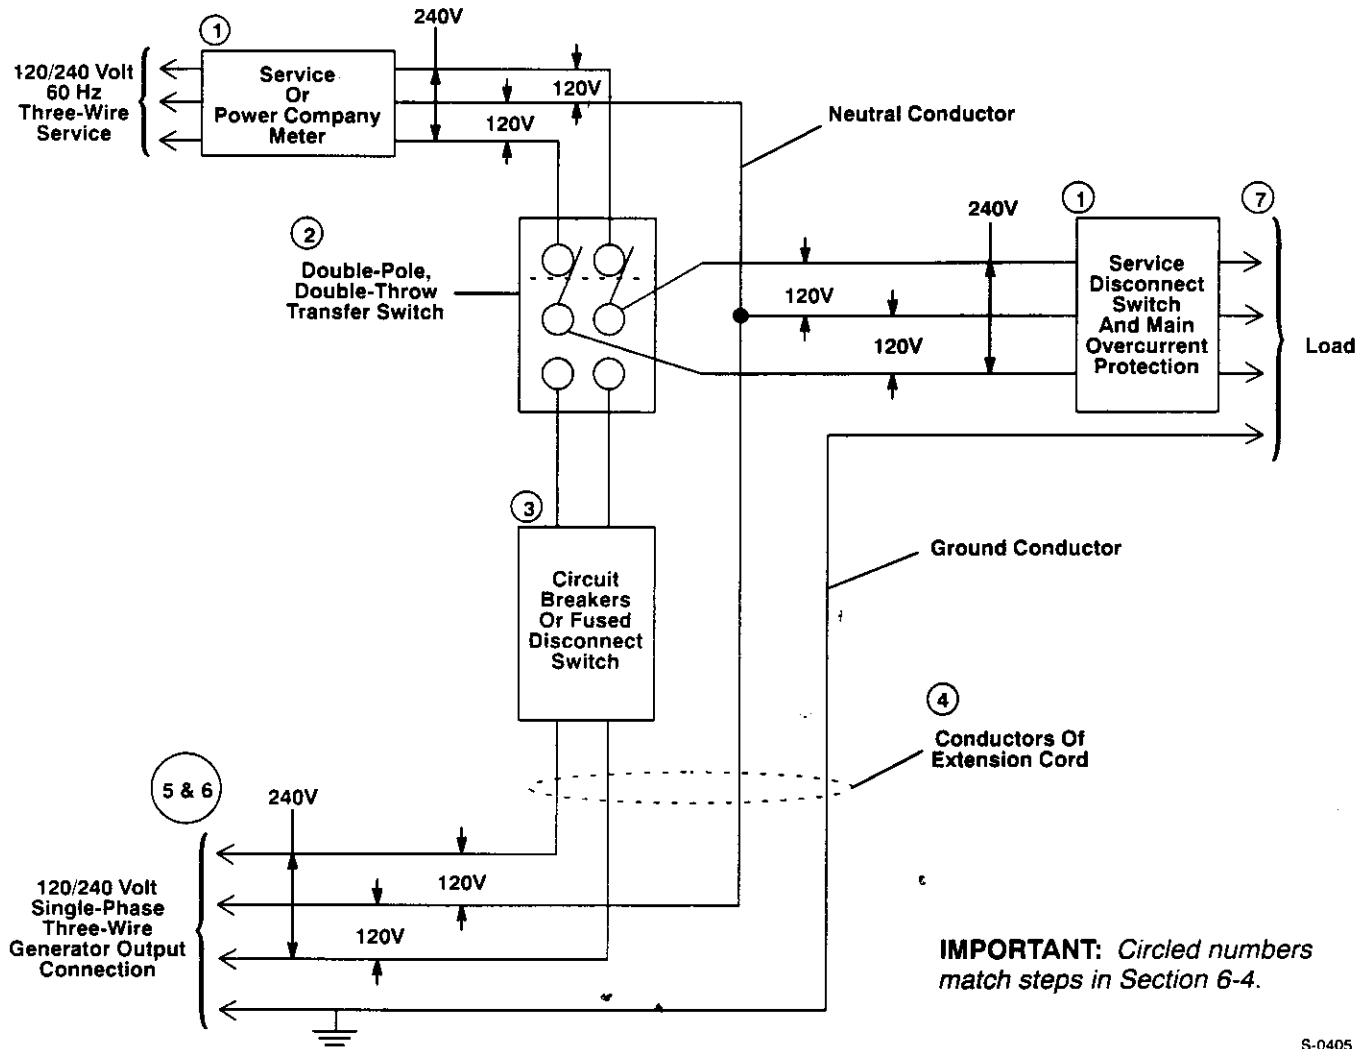 1
240V
120/240 Volt
60 Hz
Three-Wire
Service
Service
Or
Power Company
Meter
120V
120V
Neutral Conductor
2
Double-Pole,
Double-Throw
Transfer Switch
240V
1
7
120V
120V
Service
Disconnect
Switch
And Main
Overcurrent
Protection
Load
3
Circuit
Breakers
Or Fused
Disconnect
Switch
Ground Conductor
4
Conductors Of
Extension Cord
5 & 6
240V
120V
120V
120/240 Volt
Single-Phase
Three-Wire
Generator Output
Connection
IMPORTANT: Circled numbers
match steps in Section 6-4.
S-0405